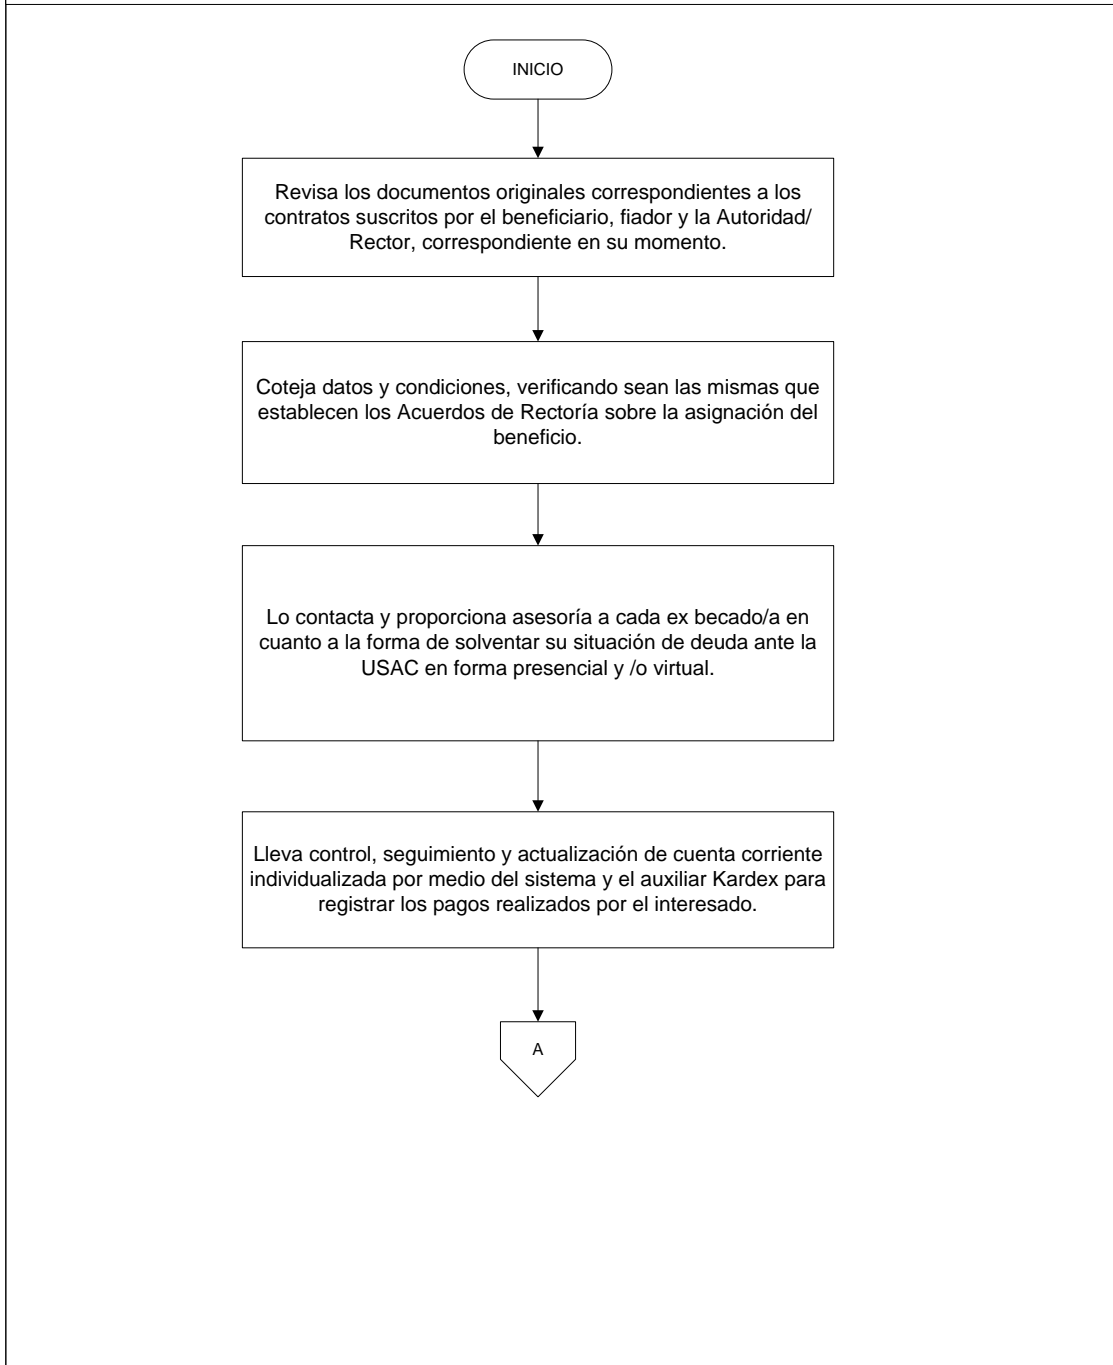 INICIO
Revisa los documentos originales correspondientes a los
contratos suscritos por el beneficiario, fiador y la Autoridad/
Rector, correspondiente en su momento.
Coteja datos y condiciones, verificando sean las mismas que
establecen los Acuerdos de Rectoría sobre la asignación del
beneficio.
Lo contacta y proporciona asesoría a cada ex becado/a en
cuanto a la forma de solventar su situación de deuda ante la
USAC en forma presencial y /o virtual.
Lleva control, seguimiento y actualización de cuenta corriente
individualizada por medio del sistema y el auxiliar Kardex para
registrar los pagos realizados por el interesado.
A